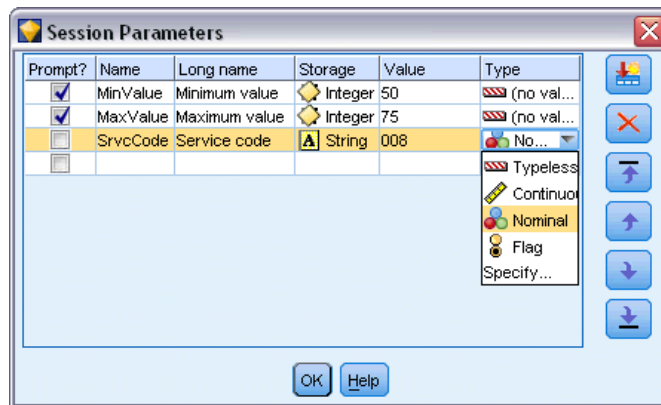 Session Parameters
Prompt? Name Long name Storage Value Type
MinValue Minimum value Integer 50 (no val...
MaxValue Maximum value Integer 75 (no val...
SrvcCode Service code A String 008 No...
Typeless
Continuo
Nominal
Flag
Specify...
OK Help